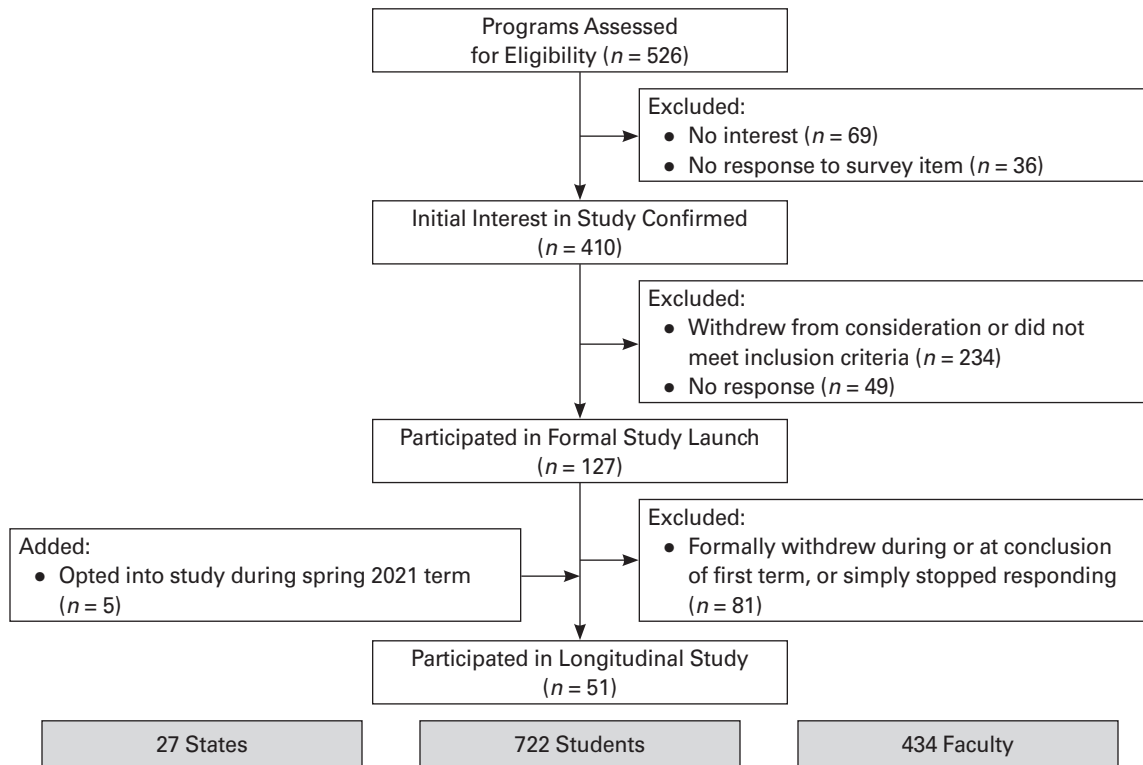 Programs Assessed
for Eligibility (n = 526)
Excluded:
• No interest (n = 69)
• No response to survey item (n = 36)
Initial Interest in Study Confirmed
(n = 410)
Excluded:
• Withdrew from consideration or did not
meet inclusion criteria (n = 234)
• No response (n = 49)
Participated in Formal Study Launch
(n = 127)
Added:
• Opted into study during spring 2021 term
(n = 5)
Excluded:
• Formally withdrew during or at conclusion
of first term, or simply stopped responding
(n = 81)
Participated in Longitudinal Study
(n = 51)
27 States
722 Students
434 Faculty